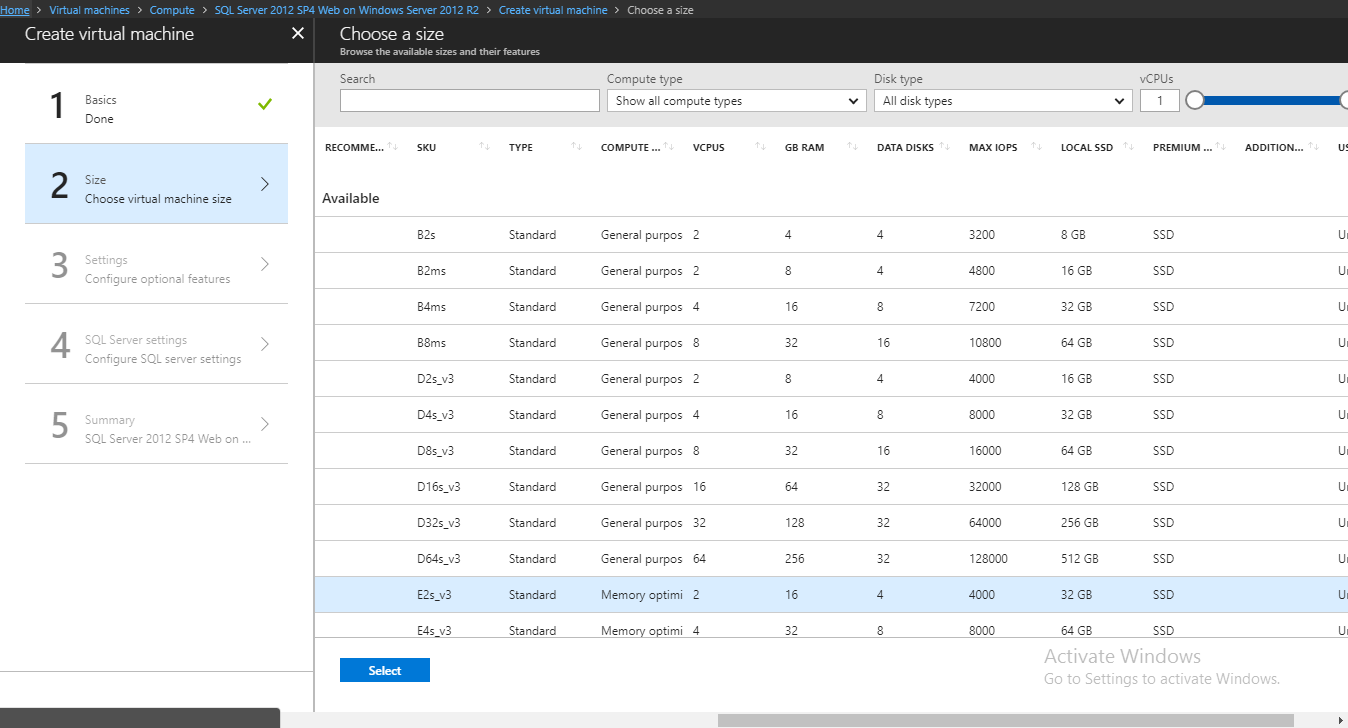 Home > Virtual machines > Compute > SQL Server 2012 SP4 Web on Windows Server 2012 R2 > Create virtual machine > Choose a size
Create virtual machine
1
Basics
Done
2
Size
Choose virtual machine size
3
Settings
Configure optional features
4
SQL Server settings
Configure SQL server settings
5
Summary
SQL Server 2012 SP4 Web on ...
Choose a size
Browse the available sizes and their features
Search Compute type Disk type vCPUs
Show all compute types All disk types 1
RECOMME... SKU TYPE COMPUTE ... VCPUS GB RAM DATA DISKS MAX IOPS LOCAL SSD PREMIUM ... ADDITION... US
Available
B2s Standard General purpos 2 4 4 3200 8 GB SSD
B2ms Standard General purpos 2 8 4 4800 16 GB SSD
B4ms Standard General purpos 4 16 8 7200 32 GB SSD
B8ms Standard General purpos 8 32 16 10800 64 GB SSD
D2s_v3 Standard General purpos 2 8 4 4000 16 GB SSD
D4s_v3 Standard General purpos 4 16 8 8000 32 GB SSD
D8s_v3 Standard General purpos 8 32 16 16000 64 GB SSD
D16s_v3 Standard General purpos 16 64 32 32000 128 GB SSD
D32s_v3 Standard General purpos 32 128 32 64000 256 GB SSD
D64s_v3 Standard General purpos 64 256 32 128000 512 GB SSD
E2s_v3 Standard Memory optimi 2 16 4 4000 32 GB SSD
E4s_v3 Standard Memory optimi 4 32 8 8000 64 GB SSD
Select
Activate Windows
Go to Settings to activate Windows.